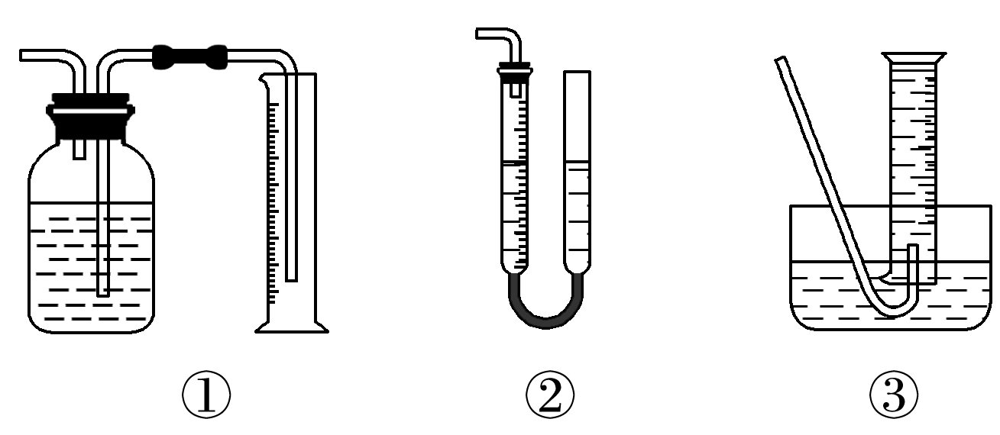 ① ② ③